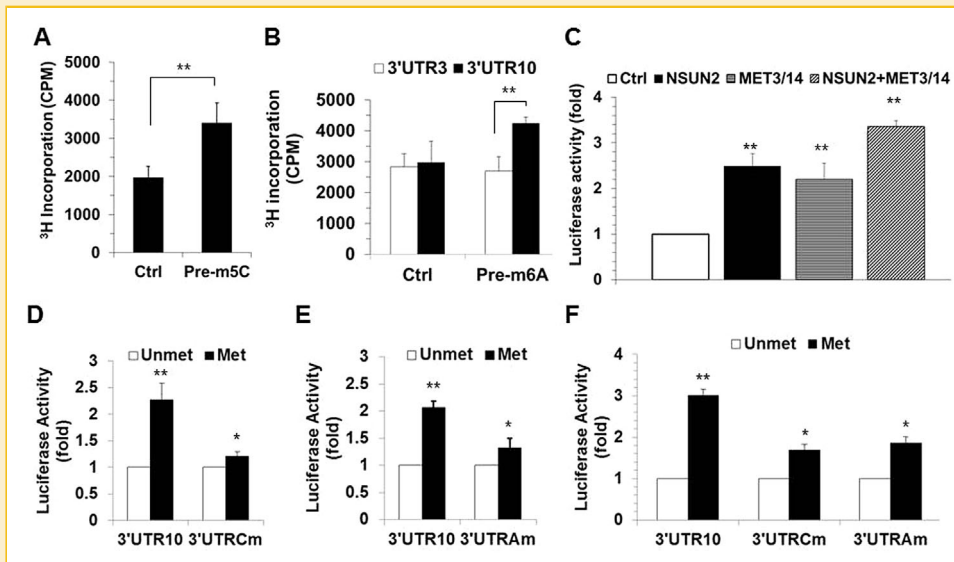 A
**
5000
4000
3000
2000
1000
0
³H Incorporation (CPM)
Ctrl
Pre-m5C
B
3'UTR3
3'UTR10
**
5000
4000
3000
2000
1000
0
³H incorporation
(CPM)
Ctrl
Pre-m6A
C
Ctrl
NSUN2
MET3/14
NSUN2+MET3/14
4
3
2
1
0
Luciferase activity (fold)
**
**
**
D
Unmet
Met
3
2.5
2
1.5
1
0.5
0
Luciferase Activity
(fold)
**
*
3'UTR10
3'UTRCm
E
Unmet
Met
3
2.5
2
1.5
1
0.5
0
Luciferase Activity
(fold)
**
*
3'UTR10
3'UTRAm
F
Unmet
Met
4
3
2
1
0
Luciferase Activity
(fold)
**
*
*
3'UTR10
3'UTRCm
3'UTRAm